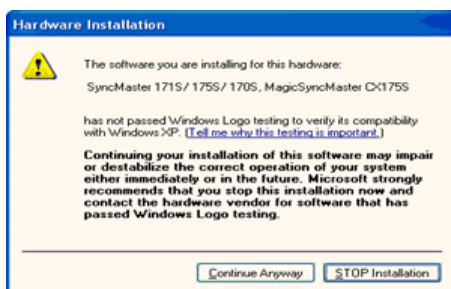 Hardware Installation
The software you are installing for this hardware:
SyncMaster 171S/ 175S/ 170S, MagicSyncMaster CX175S
has not passed Windows Logo testing to verify its compatibility
with Windows XP. (Tell me why this testing is important.)
Continuing your installation of this software may impair
or destabilize the correct operation of your system
either immediately or in the future. Microsoft strongly
recommends that you stop this installation now and
contact the hardware vendor for software that has
passed Windows Logo testing.
Continue Anyway STOP Installation